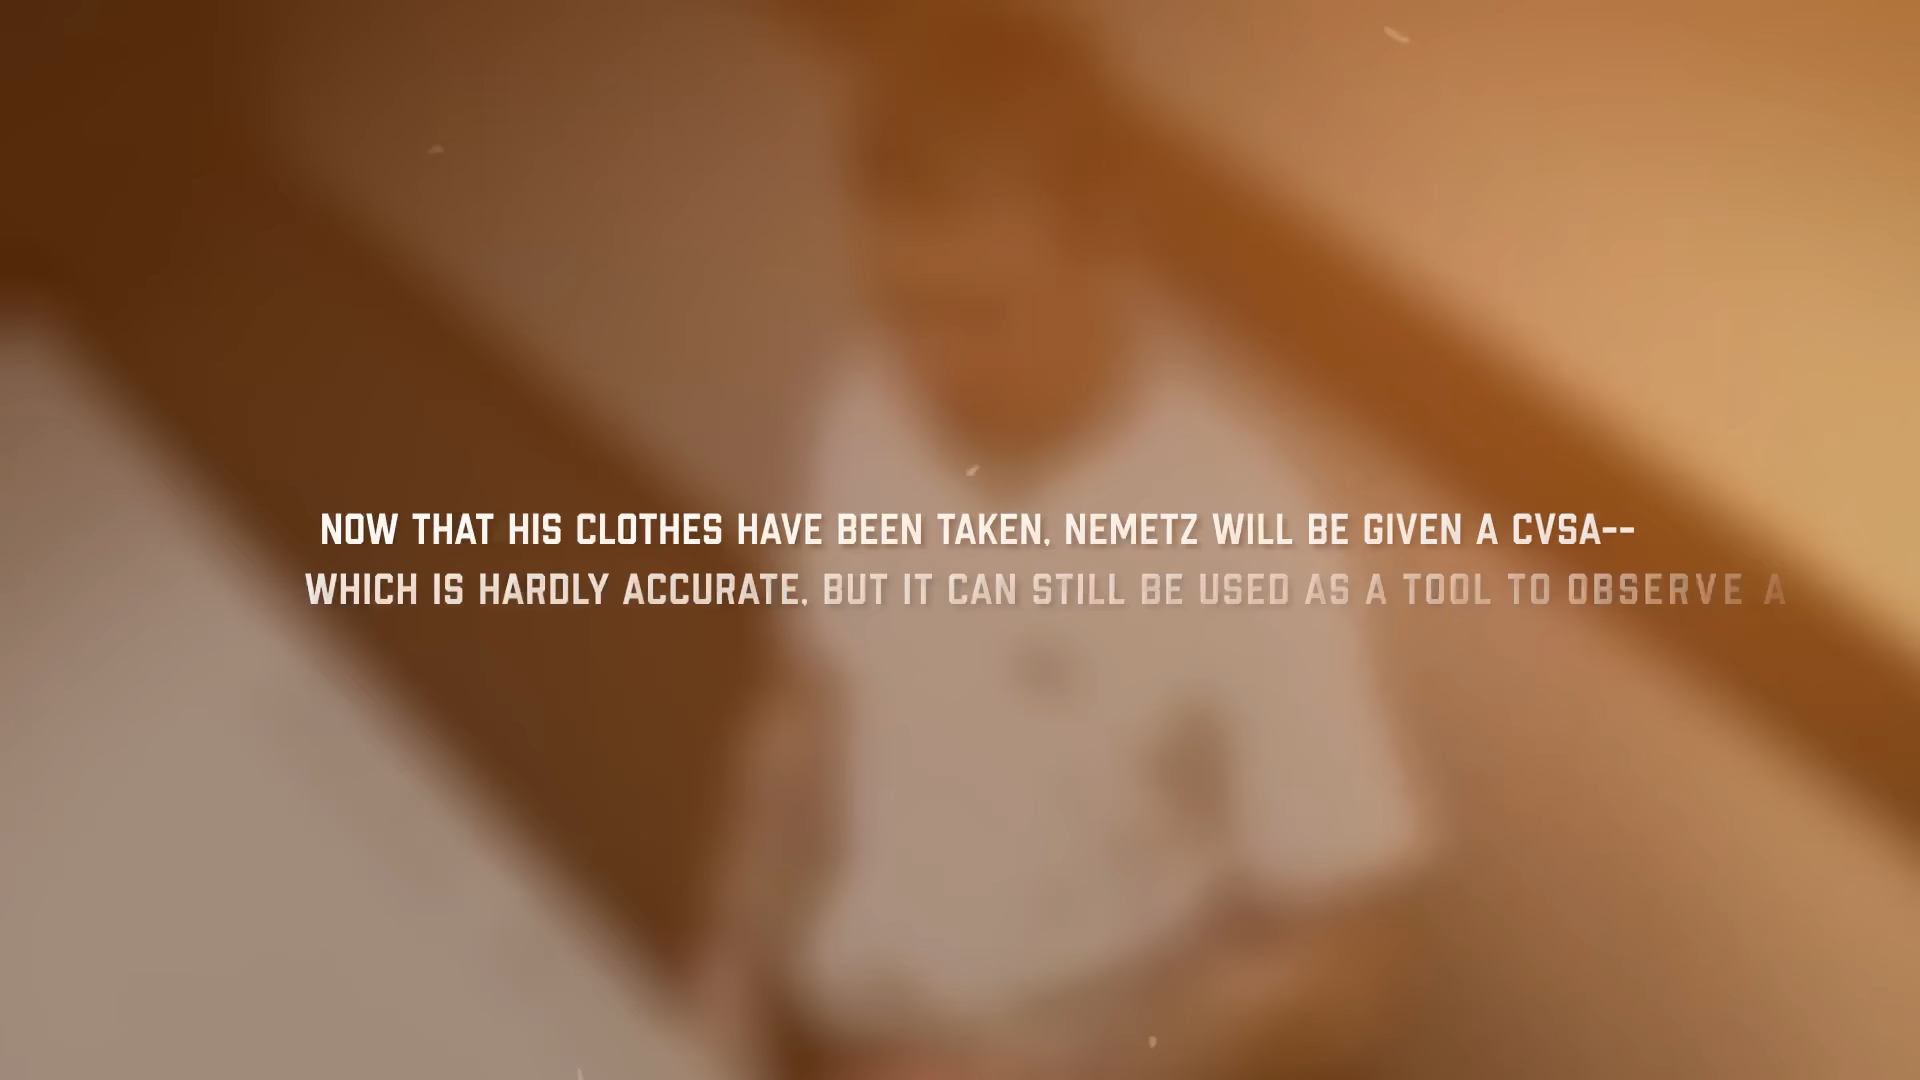 NOW THAT HIS CLOTHES HAVE BEEN TAKEN, NEMETZ WILL BE GIVEN A CVSA--
WHICH IS HARDLY ACCURATE, BUT IT CAN STILL BE USED AS A TOOL TO OBSERVE A